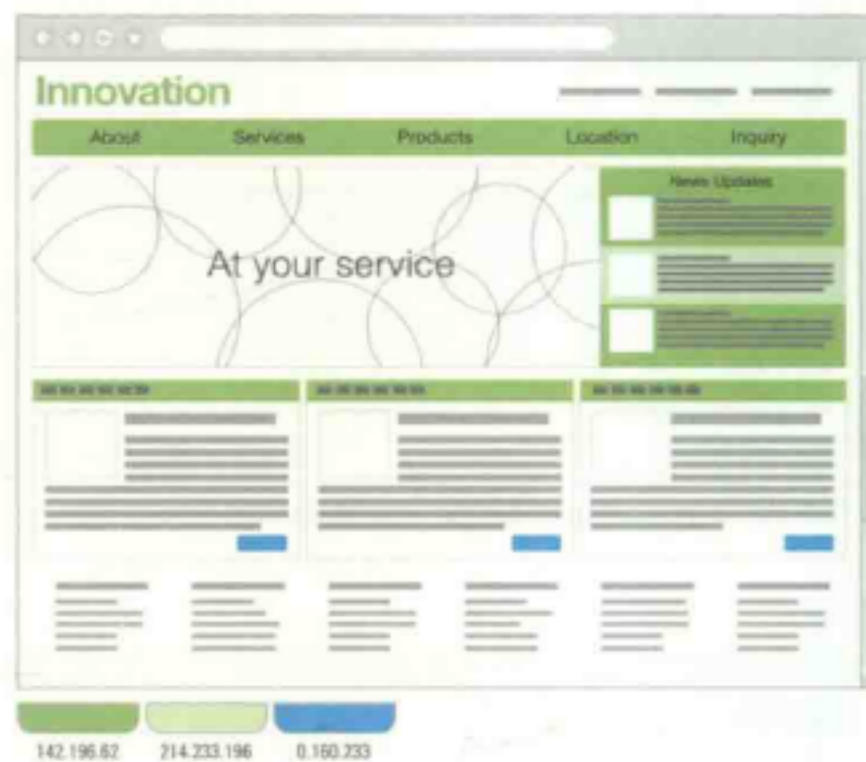 Innovation
About Services Products Location Inquiry
News Updates
At your service
142.196.62 214.233.196 0.160.233